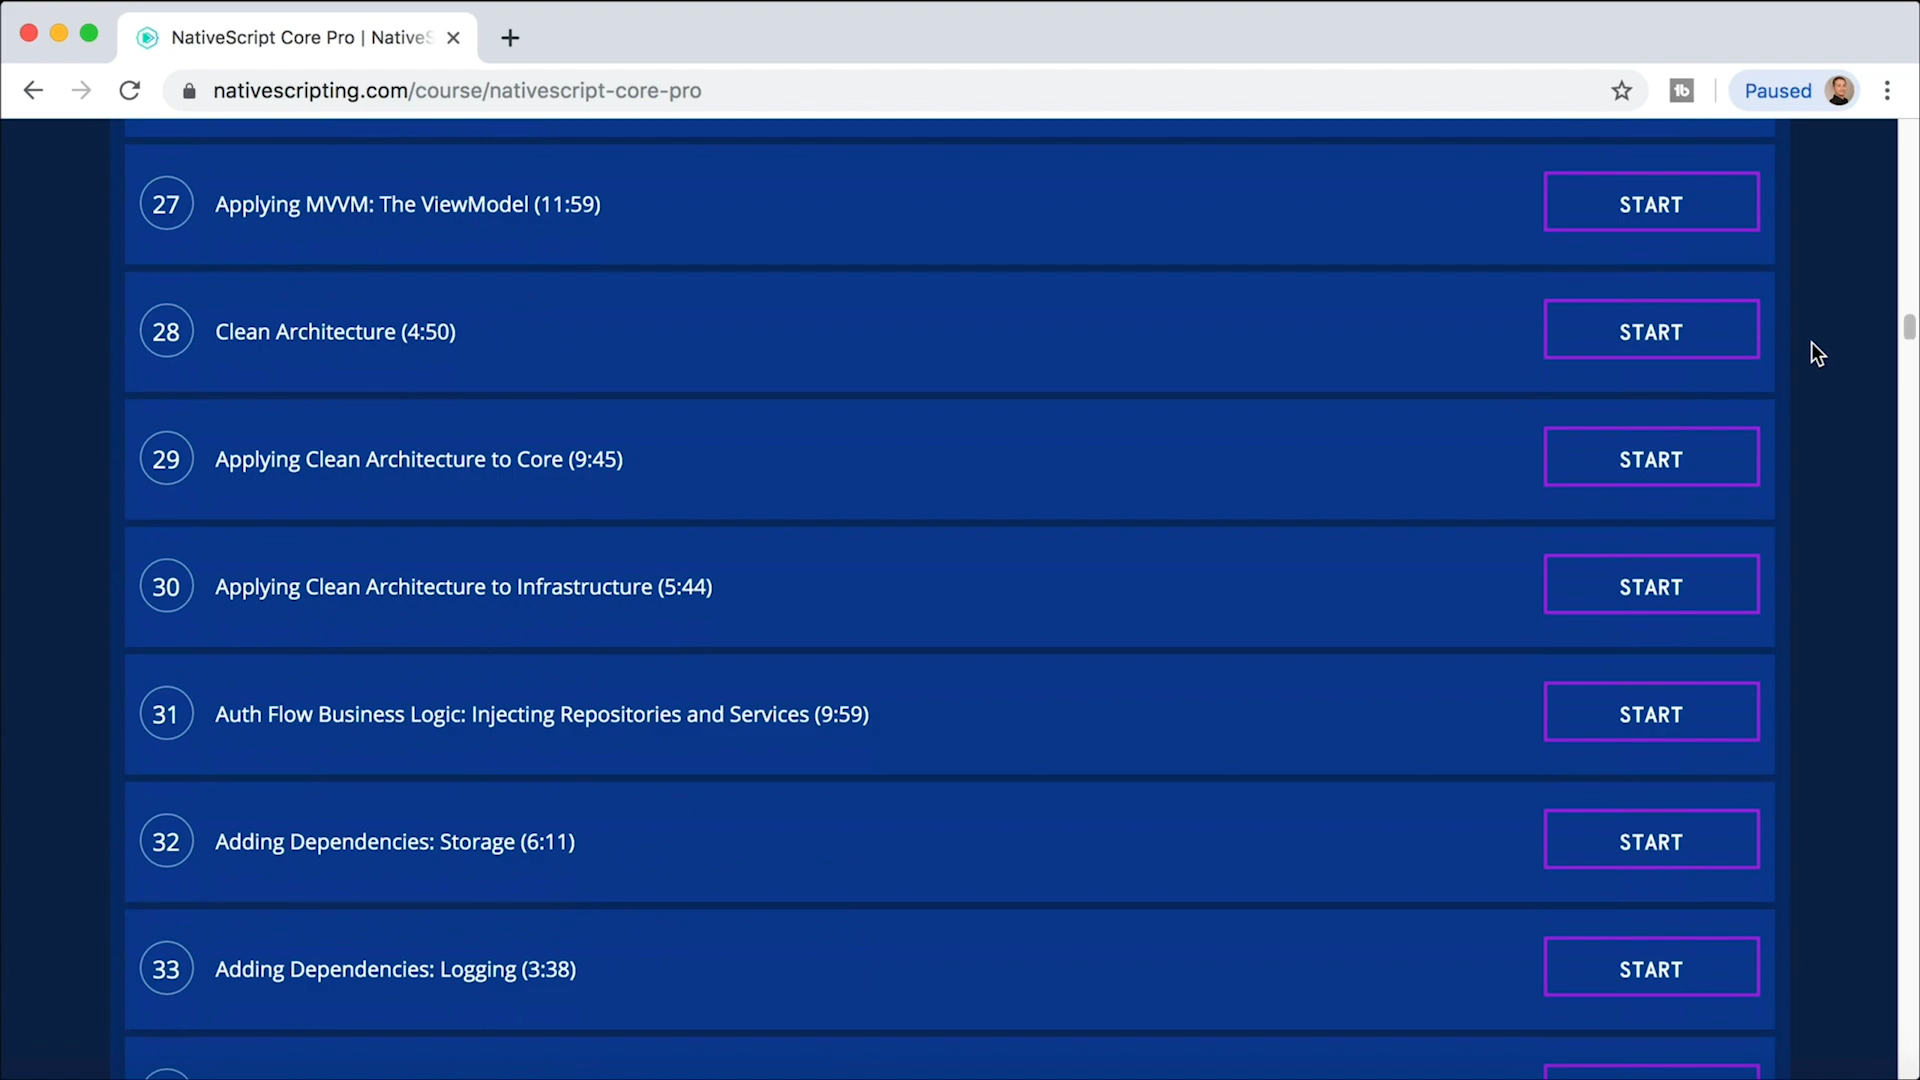 NativeScript Core Pro | NativeS
nativescripting.com/course/nativescript-core-pro
tb
Paused
27 Applying MVVM: The ViewModel (11:59) START
28 Clean Architecture (4:50) START
29 Applying Clean Architecture to Core (9:45) START
30 Applying Clean Architecture to Infrastructure (5:44) START
31 Auth Flow Business Logic: Injecting Repositories and Services (9:59) START
32 Adding Dependencies: Storage (6:11) START
33 Adding Dependencies: Logging (3:38) START